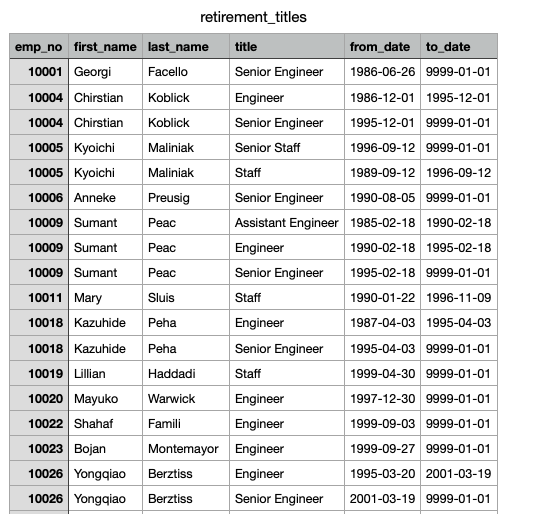 retirement_titles
emp_no first_name last_name title from_date to_date
10001 Georgi Facello Senior Engineer 1986-06-26 9999-01-01
10004 Chirstian Koblick Engineer 1986-12-01 1995-12-01
10004 Chirstian Koblick Senior Engineer 1995-12-01 9999-01-01
10005 Kyoichi Maliniak Senior Staff 1996-09-12 9999-01-01
10005 Kyoichi Maliniak Staff 1989-09-12 1996-09-12
10006 Anneke Preusig Senior Engineer 1990-08-05 9999-01-01
10009 Sumant Peac Assistant Engineer 1985-02-18 1990-02-18
10009 Sumant Peac Engineer 1990-02-18 1995-02-18
10009 Sumant Peac Senior Engineer 1995-02-18 9999-01-01
10011 Mary Sluis Staff 1990-01-22 1996-11-09
10018 Kazuhide Peha Engineer 1987-04-03 1995-04-03
10018 Kazuhide Peha Senior Engineer 1995-04-03 9999-01-01
10019 Lillian Haddadi Staff 1999-04-30 9999-01-01
10020 Mayuko Warwick Engineer 1997-12-30 9999-01-01
10022 Shahaf Famili Engineer 1999-09-03 9999-01-01
10023 Bojan Montemayor Engineer 1999-09-27 9999-01-01
10026 Yongqiao Berztiss Engineer 1995-03-20 2001-03-19
10026 Yongqiao Berztiss Senior Engineer 2001-03-19 9999-01-01